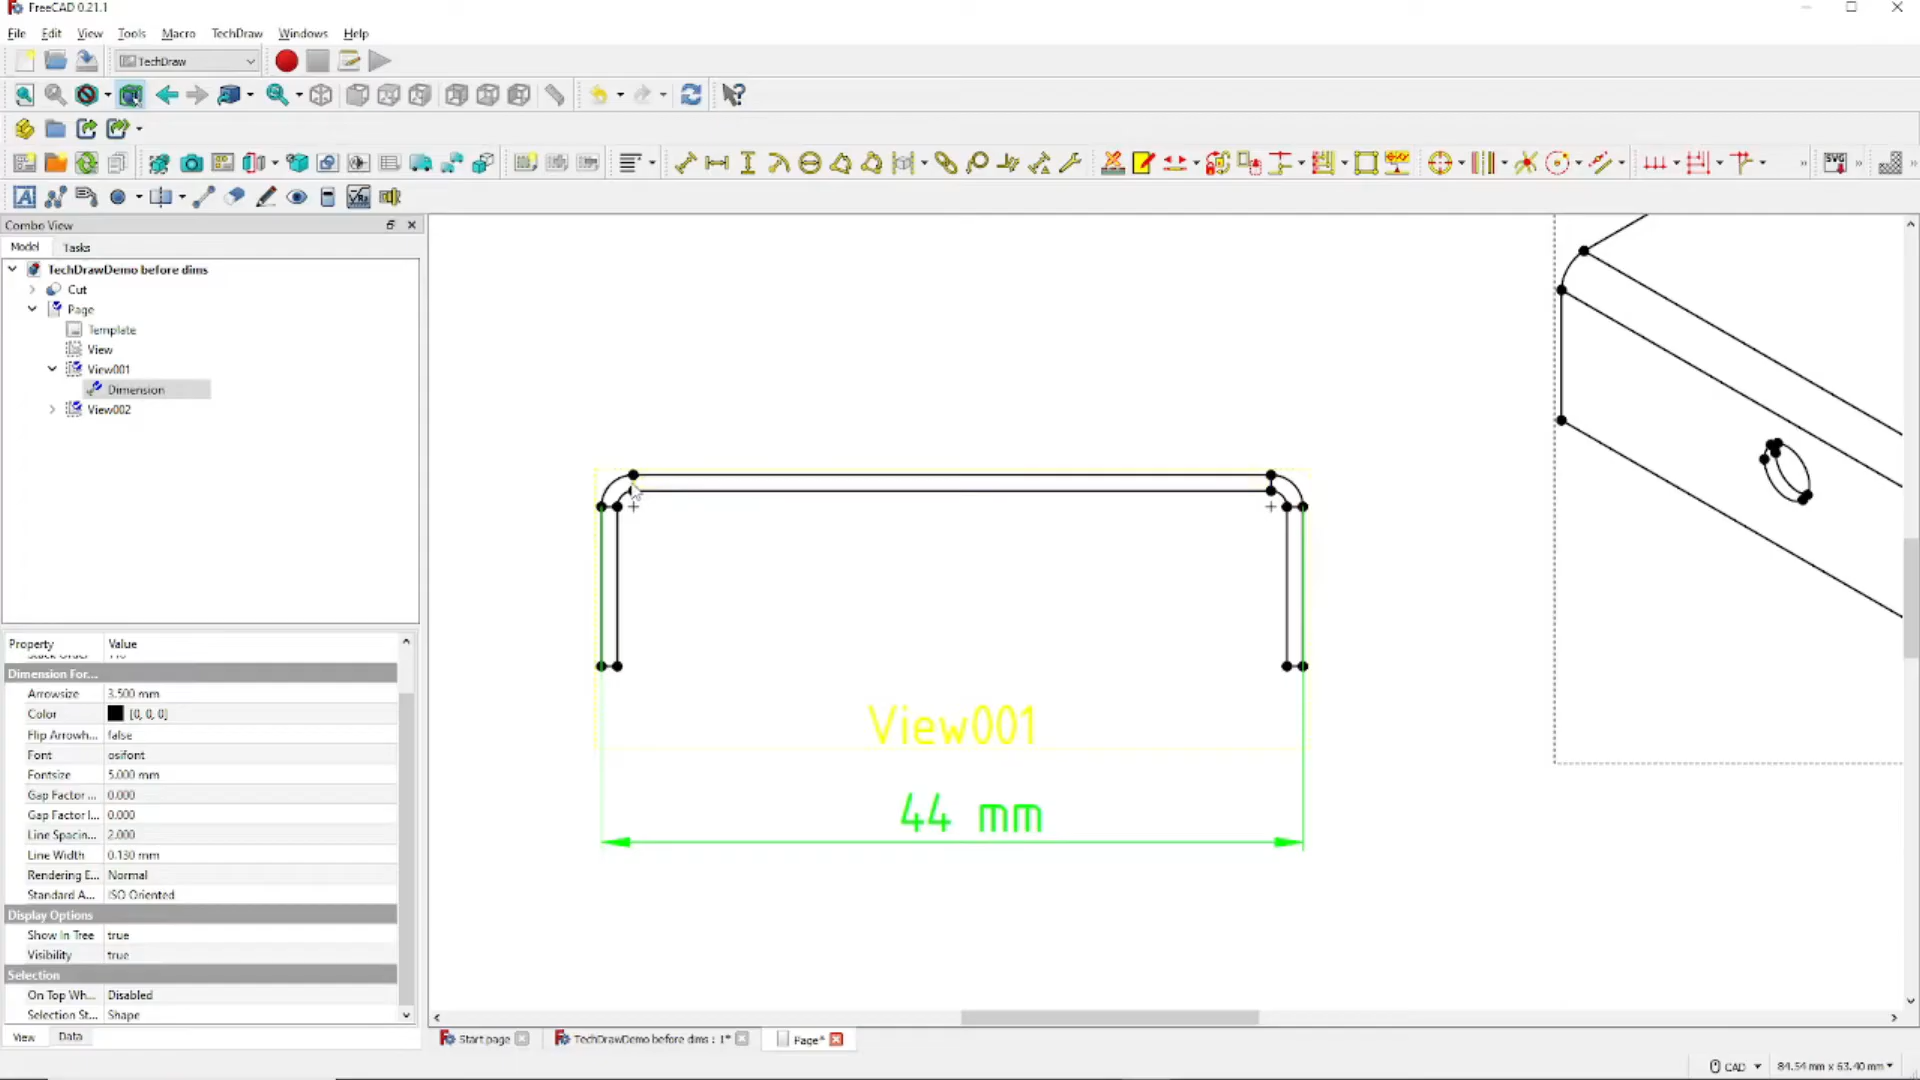 FreeCAD 0.21.1
File Edit View Tools Macro TechDraw Windows Help
TechDraw
SVG
Combo View
Model Tasks
TechDrawDemo before dims
Cut
Page
Template
View
View001
Dimension
View002
Property Value
Dimension For...
Arrowsize 3.500 mm
Color [0, 0, 0]
Flip Arrowh... false
Font osifont
Fontsize 5.000 mm
Gap Factor ... 0.000
Gap Factor I... 0.000
Line Spacin... 2.000
Line Width 0.130 mm
Rendering E... Normal
Standard A... ISO Oriented
Display Options
Show In Tree true
Visibility true
Selection
On Top Wh... Disabled
Selection St... Shape
View Data
View001
44 mm
Start page TechDrawDemo before dims : 1* Page*
CAD 84.54 mm x 63.40 mm